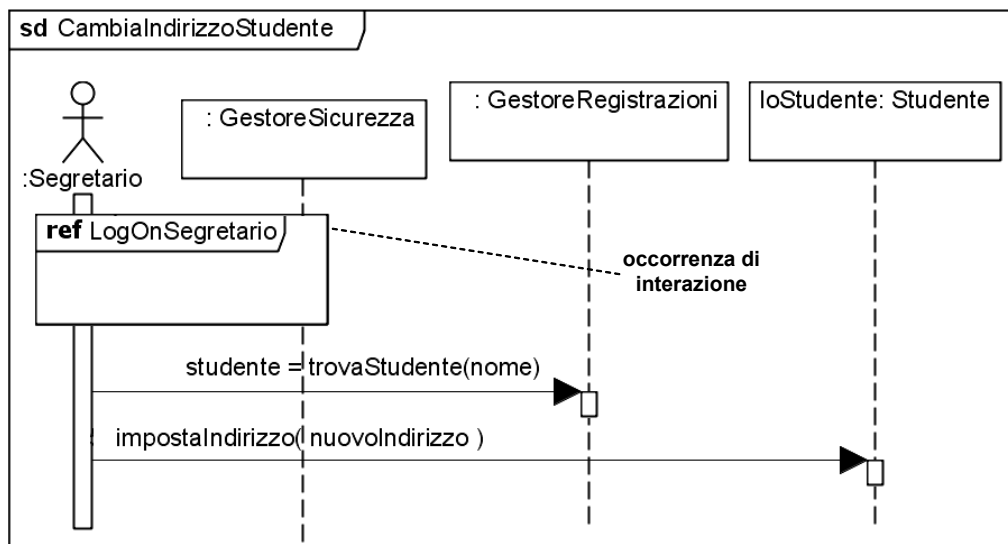 sd CambiaIndirizzoStudente
:Segretario
: GestoreSicurezza
: GestoreRegistrazioni
loStudente: Studente
ref LogOnSegretario
occorrenza di
interazione
studente = trovaStudente(nome)
impostaIndirizzo( nuovoIndirizzo )